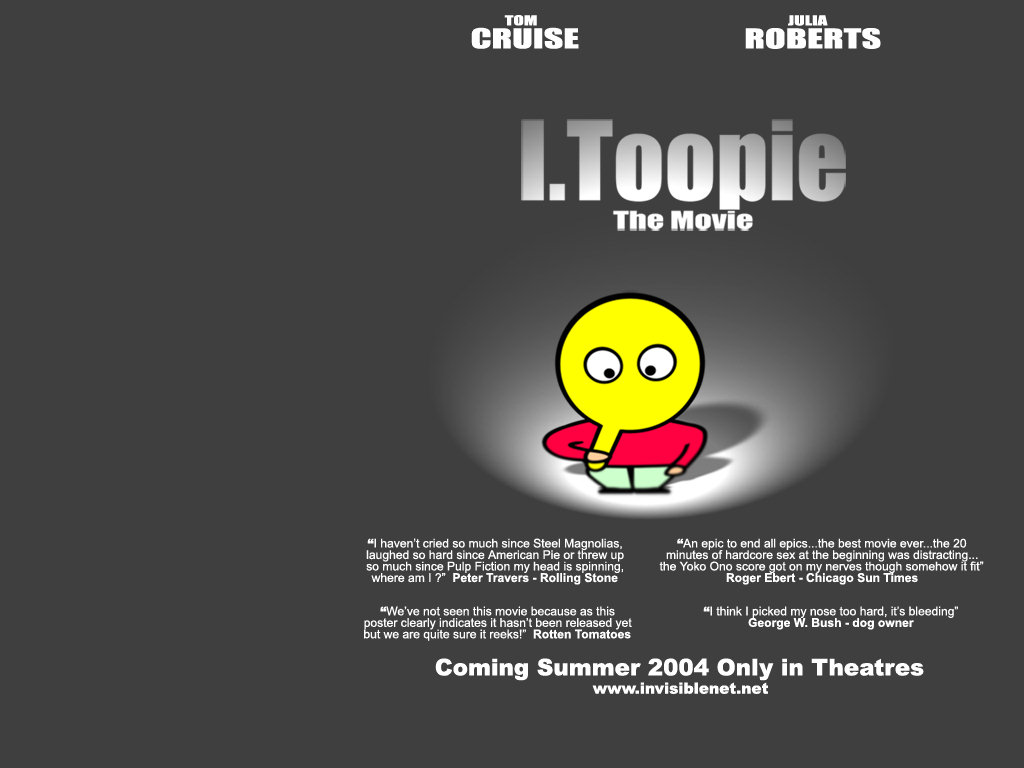 TOM
CRUISE
JULIA
ROBERTS
I.Toopie
The Movie
❝I haven't cried so much since Steel Magnolias,
laughed so hard since American Pie or threw up
so much since Pulp Fiction my head is spinning,
where am I ?” Peter Travers - Rolling Stone
❝An epic to end all epics...the best movie ever...the 20
minutes of hardcore sex at the beginning was distracting...
the Yoko Ono score got on my nerves though somehow it fit”
Roger Ebert - Chicago Sun Times
❝We've not seen this movie because as this
poster clearly indicates it hasn't been released yet
but we are quite sure it reeks!” Rotten Tomatoes
❝I think I picked my nose too hard, it's bleeding”
George W. Bush - dog owner
Coming Summer 2004 Only in Theatres
www.invisiblenet.net